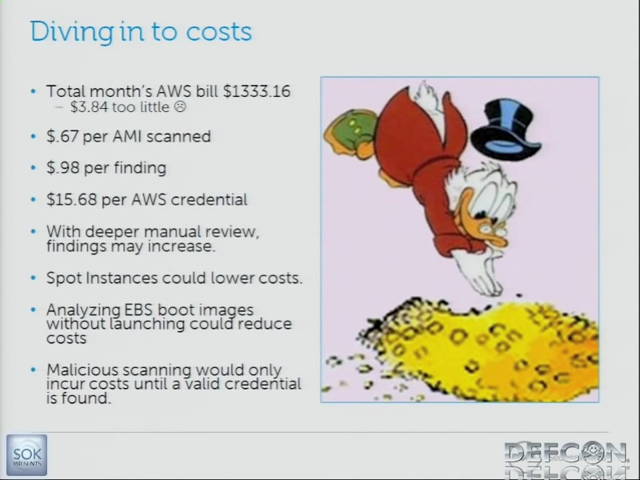 Diving in to costs
• Total month's AWS bill $1333.16
– $3.84 too little ☹
• $.67 per AMI scanned
• $.98 per finding
• $15.68 per AWS credential
• With deeper manual review,
findings may increase.
• Spot Instances could lower costs.
• Analyzing EBS boot images
without launching could reduce
costs
• Malicious scanning would only
incur costs until a valid credential
is found.
SOK
PRESENTS
DEFCON